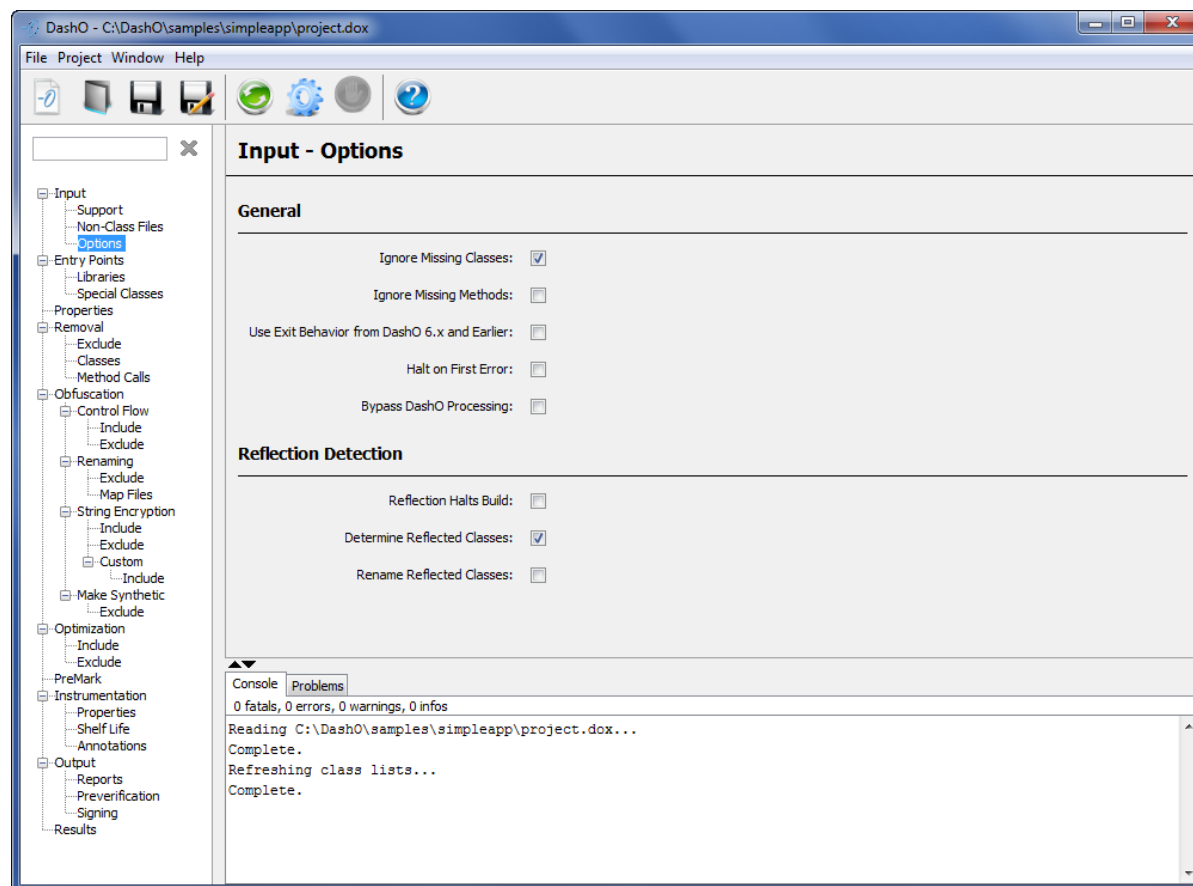 DashO - C:\DashO\samples\simpleapp\project.dox
File Project Window Help
Input
Support
Non-Class Files
Options
Entry Points
Libraries
Special Classes
Properties
Removal
Exclude
Classes
Method Calls
Obfuscation
Control Flow
Include
Exclude
Renaming
Exclude
Map Files
String Encryption
Include
Exclude
Custom
Include
Make Synthetic
Exclude
Optimization
Include
Exclude
PreMark
Instrumentation
Properties
Shelf Life
Annotations
Output
Reports
Preverification
Signing
Results
Input - Options
General
Ignore Missing Classes:
Ignore Missing Methods:
Use Exit Behavior from DashO 6.x and Earlier:
Halt on First Error:
Bypass DashO Processing:
Reflection Detection
Reflection Halts Build:
Determine Reflected Classes:
Rename Reflected Classes:
Console Problems
0 fatals, 0 errors, 0 warnings, 0 infos
Reading C:\DashO\samples\simpleapp\project.dox...
Complete.
Refreshing class lists...
Complete.